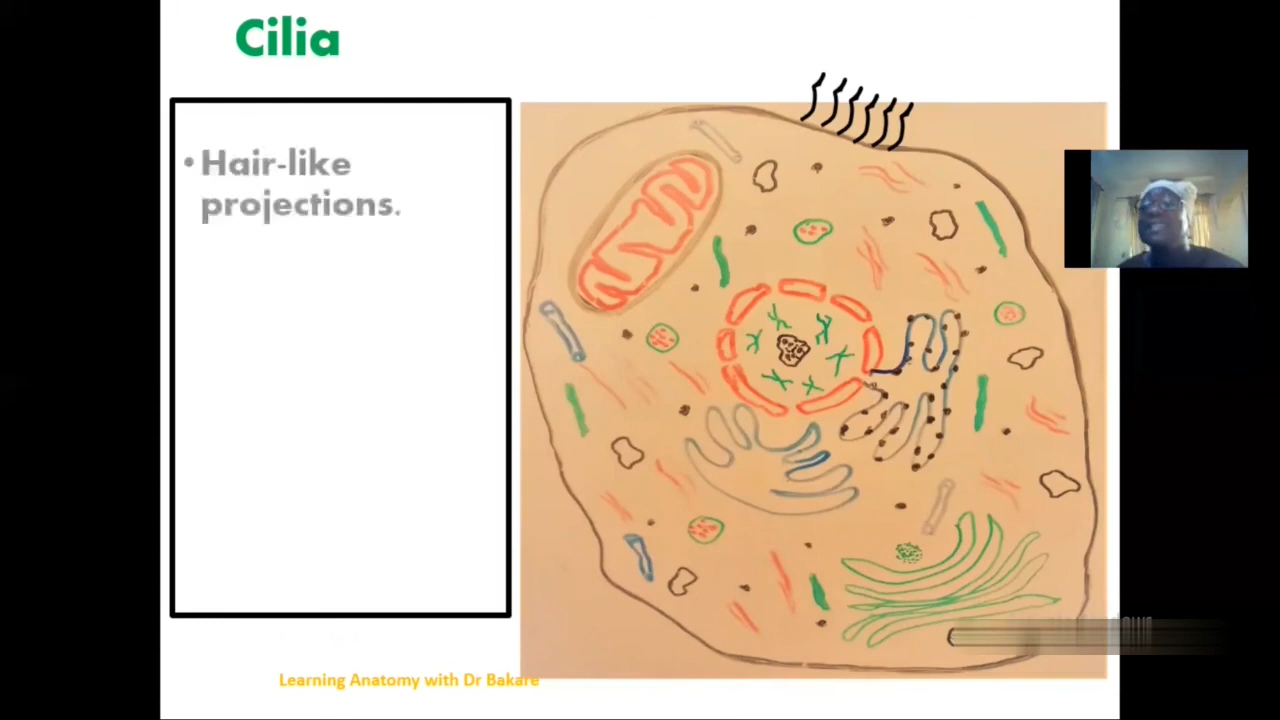 Cilia
• Hair-like
projections.
Learning Anatomy with Dr Bakare